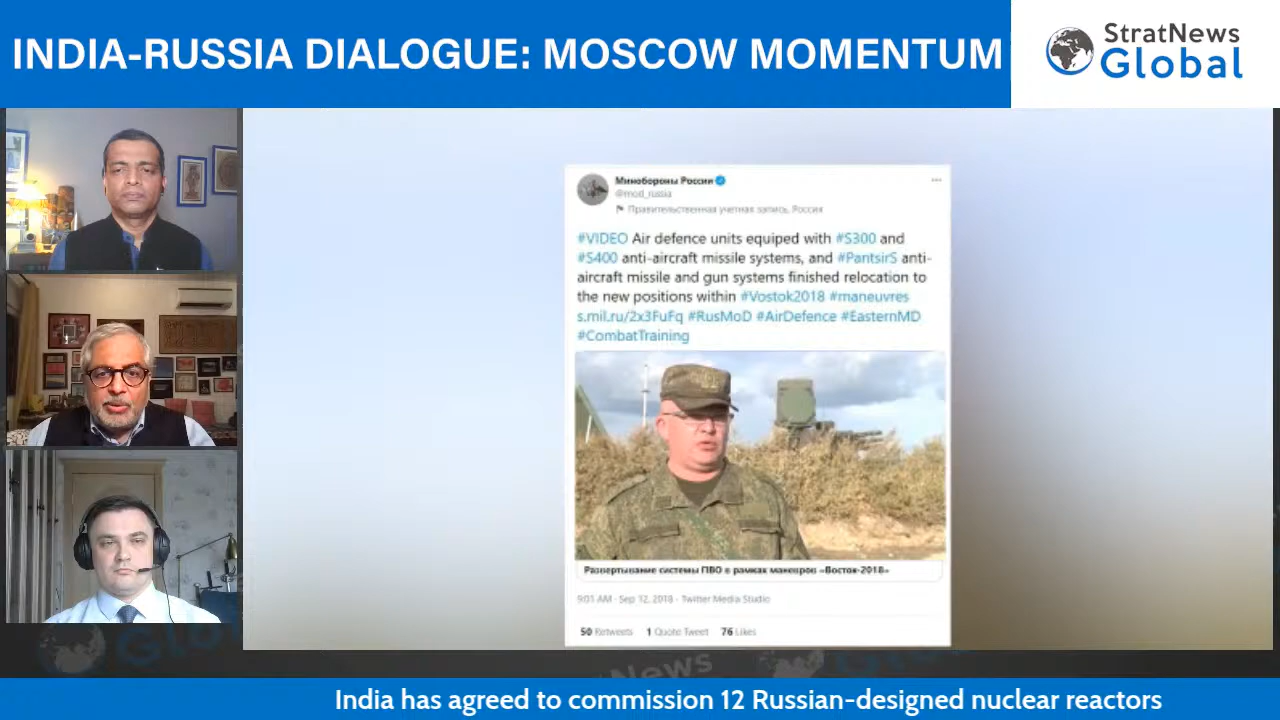 INDIA-RUSSIA DIALOGUE: MOSCOW MOMENTUM
StratNews
Global
Минобороны России
@mod_russia
Правительственная учетная запись, Россия
#VIDEO Air defence units equiped with #S300 and
#S400 anti-aircraft missile systems, and #PantsirS anti-
aircraft missile and gun systems finished relocation to
the new positions within #Vostok2018 #maneuvres
s.mil.ru/2x3FuFq #RusMoD #AirDefence #EasternMD
#CombatTraining
Развертывание системы ПВО в рамках маневров «Восток-2018»
9:01 AM · Sep 12, 2018 · Twitter Media Studio
50 Retweets 1 Quote Tweet 76 Likes
India has agreed to commission 12 Russian-designed nuclear reactors